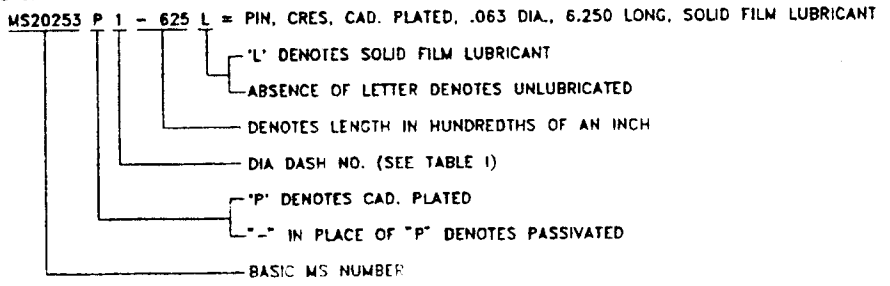 MS20253 P 1 - 625 L = PIN, CRES, CAD. PLATED, .063 DIA., 6.250 LONG, SOLID FILM LUBRICANT
"L" DENOTES SOLID FILM LUBRICANT
ABSENCE OF LETTER DENOTES UNLUBRICATED
DENOTES LENGTH IN HUNDREDTHS OF AN INCH
DIA DASH NO. (SEE TABLE I)
"P" DENOTES CAD. PLATED
"-" IN PLACE OF "P" DENOTES PASSIVATED
BASIC MS NUMBER